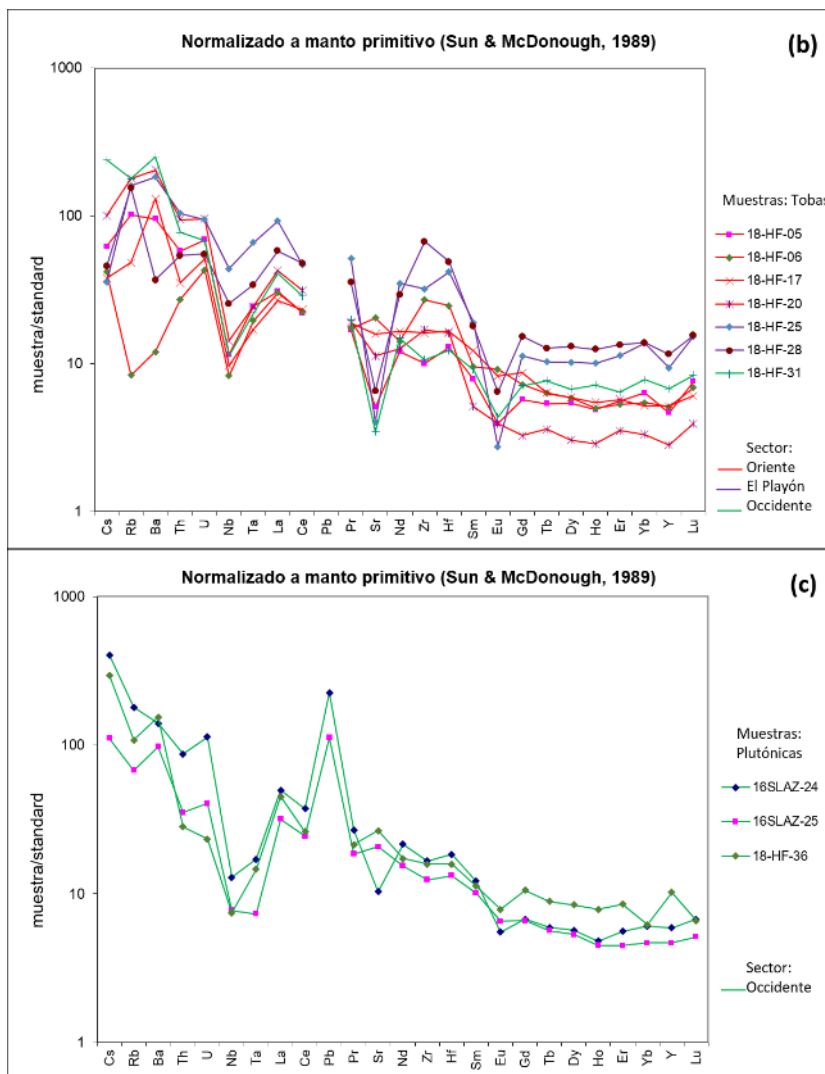 Normalizado a manto primitivo (Sun & McDonough, 1989)
(b)
1000
100
10
1
muestra/standard
Cs Rb Ba Th U Nb Ta La Ce Pb Pr Sr Nd Zr Hf Sm Eu Gd Tb Dy Ho Er Yb Y Lu
Muestras: Tobas
18-HF-05
18-HF-06
18-HF-17
18-HF-20
18-HF-25
18-HF-28
18-HF-31
Sector:
Oriente
El Playón
Occidente
Normalizado a manto primitivo (Sun & McDonough, 1989)
(c)
1000
100
10
1
muestra/standard
Cs Rb Ba Th U Nb Ta La Ce Pb Pr Sr Nd Zr Hf Sm Eu Gd Tb Dy Ho Er Yb Y Lu
Muestras:
Plutónicas
16SLAZ-24
16SLAZ-25
18-HF-36
Sector:
Occidente